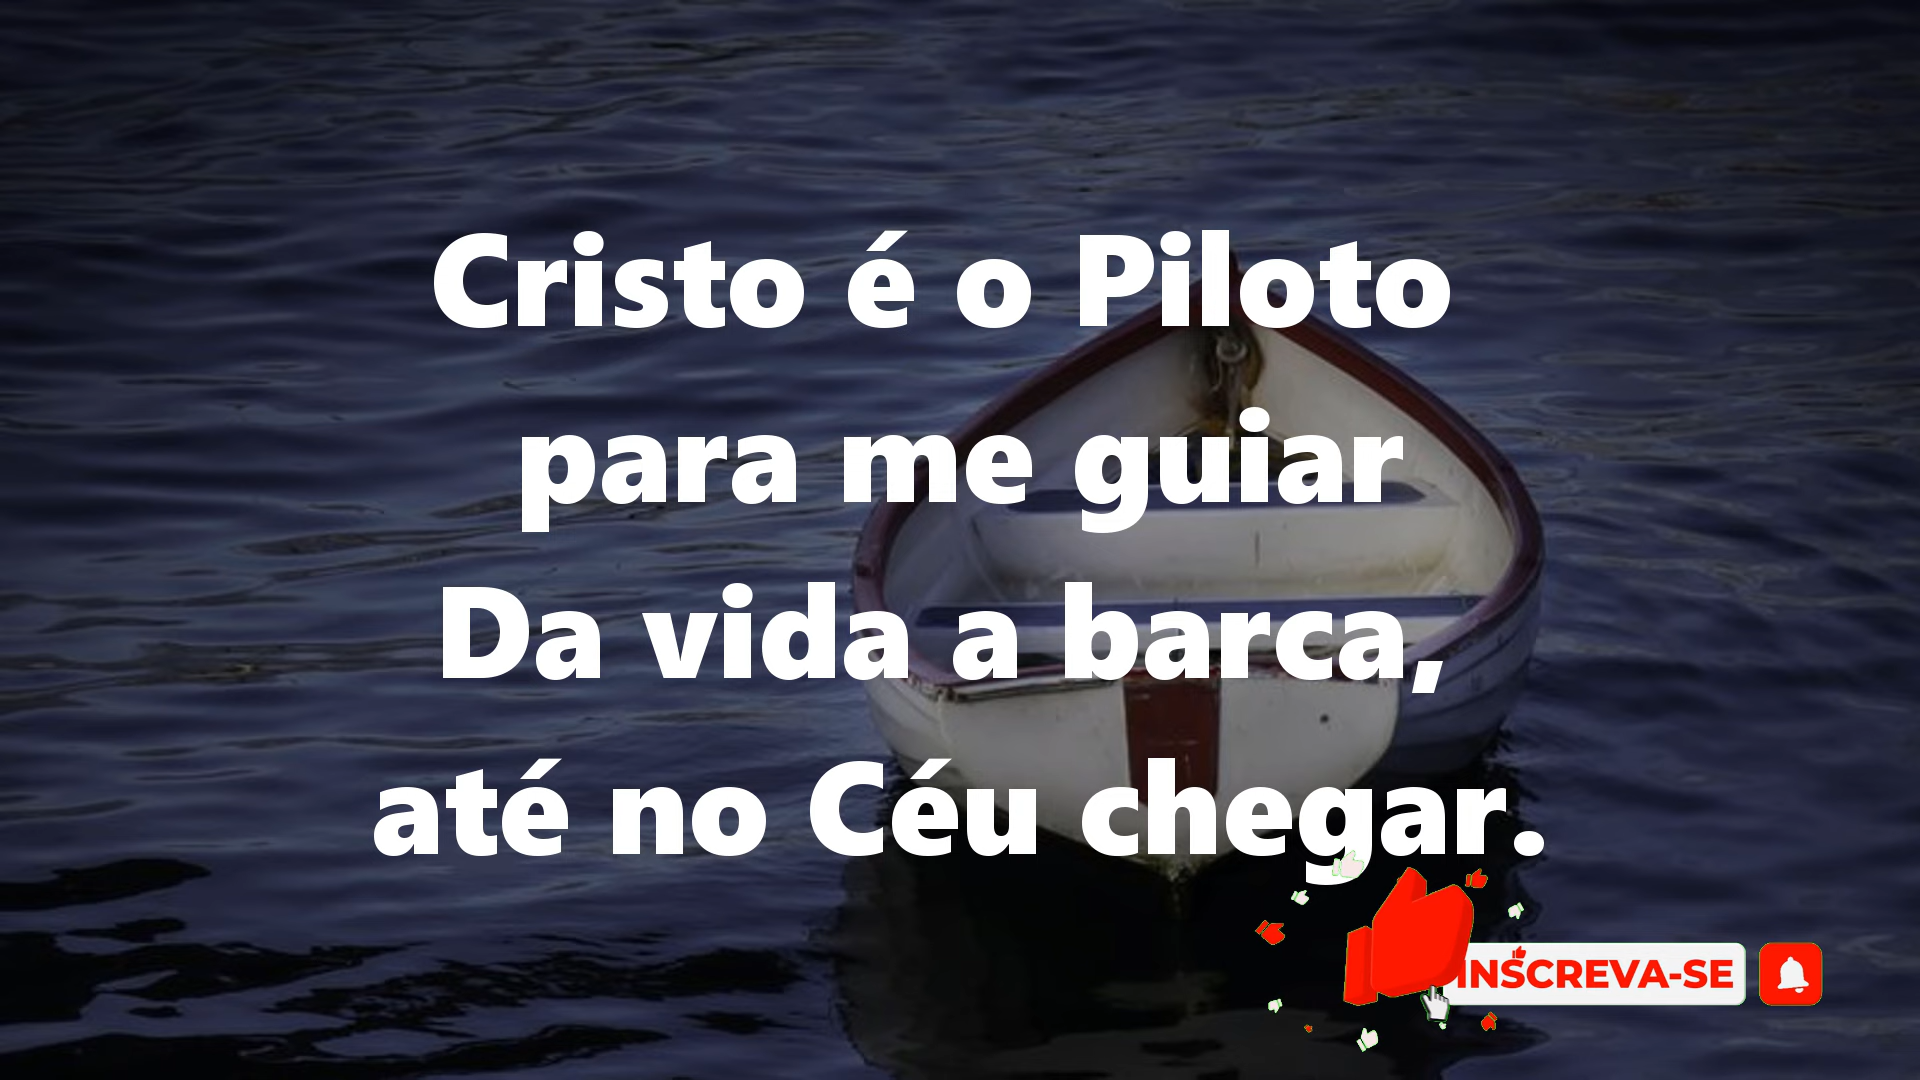 Cristo é o Piloto
para me guiar
Da vida a barca,
até no Céu chegar.
INSCREVA-SE